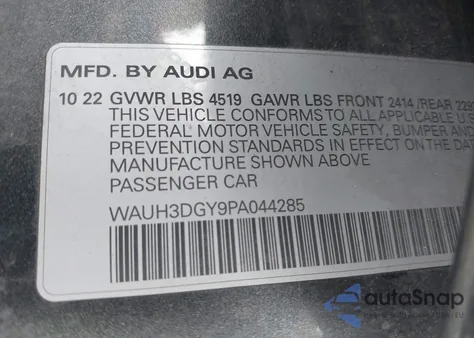 MFD. BY AUDI AG
10 22 GVWR LBS 4519 GAWR LBS FRONT 2414 /REAR
THIS VEHICLE CONFORMS TO ALL APPLICABLE U.S
FEDERAL MOTOR VEHICLE SAFETY, BUMPER AND
PREVENTION STANDARDS IN EFFECT ON THE DATE
MANUFACTURE SHOWN ABOVE
PASSENGER CAR
WAUH3DGY9PA044285
autoSnap